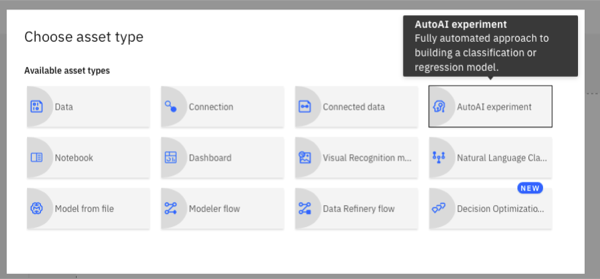 AutoAI experiment
Fully automated approach to
building a classification or
regression model.
Choose asset type
Available asset types
Data
Connection
Connected data
AutoAI experiment
Notebook
Dashboard
Visual Recognition m...
Natural Language Cla...
NEW
Model from file
Modeler flow
Data Refinery flow
Decision Optimizatio...